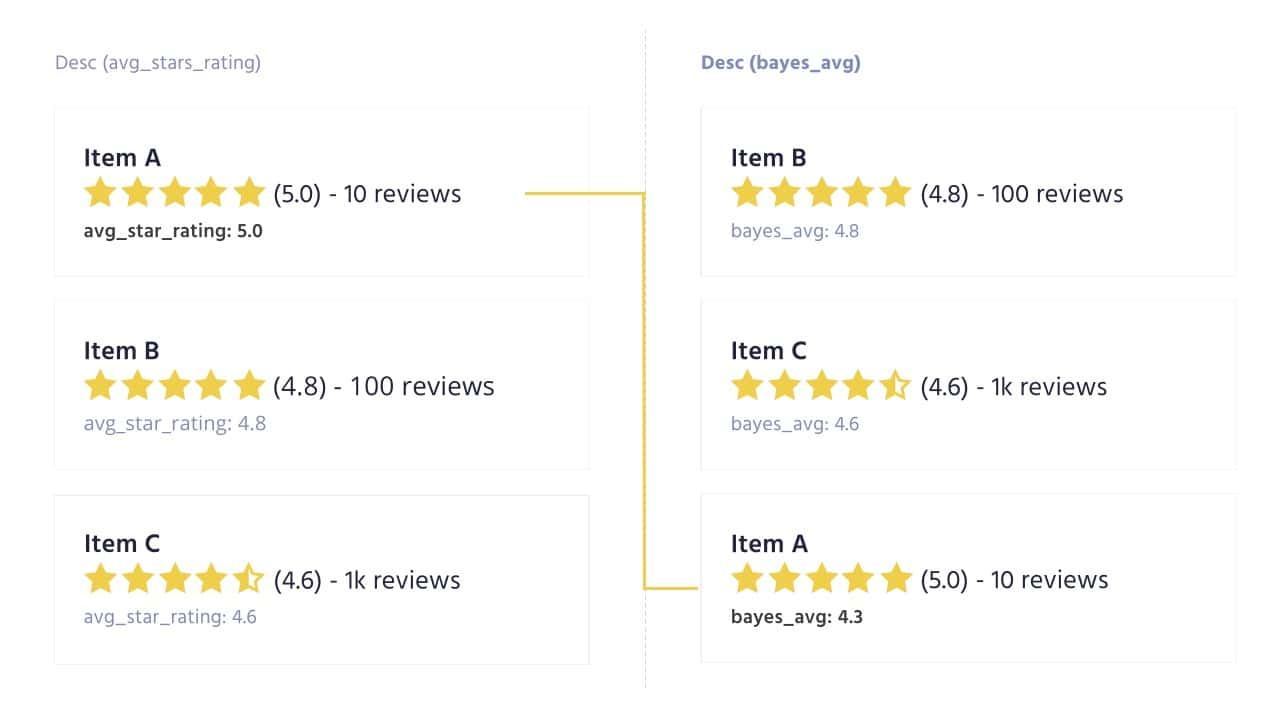 Desc (avg_stars_rating)
Item A
(5.0) - 10 reviews
avg_star_rating: 5.0
Item B
(4.8) - 100 reviews
avg_star_rating: 4.8
Item C
(4.6) - 1k reviews
avg_star_rating: 4.6
Desc (bayes_avg)
Item B
(4.8) - 100 reviews
bayes_avg: 4.8
Item C
(4.6) - 1k reviews
bayes_avg: 4.6
Item A
(5.0) - 10 reviews
bayes_avg: 4.3